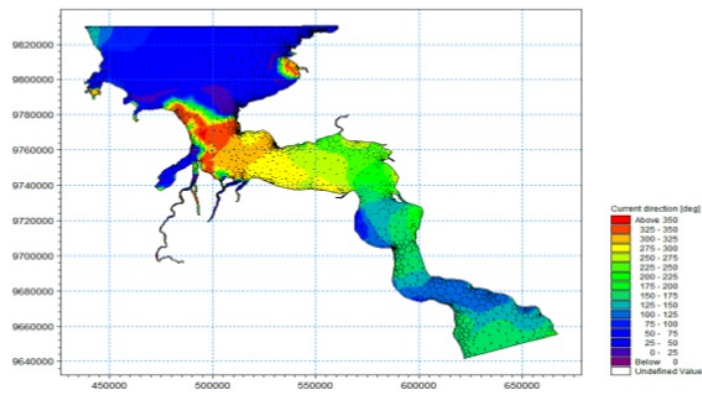 9820000
9800000
9780000
9760000
9740000
9720000
9700000
9680000
9660000
9640000
450000 500000 550000 600000 650000
Current direction [deg]
Above 350
325 - 350
300 - 325
275 - 300
250 - 275
225 - 250
200 - 225
175 - 200
150 - 175
125 - 150
100 - 125
75 - 100
50 - 75
25 - 50
0 - 25
Below 0
Undefined Value